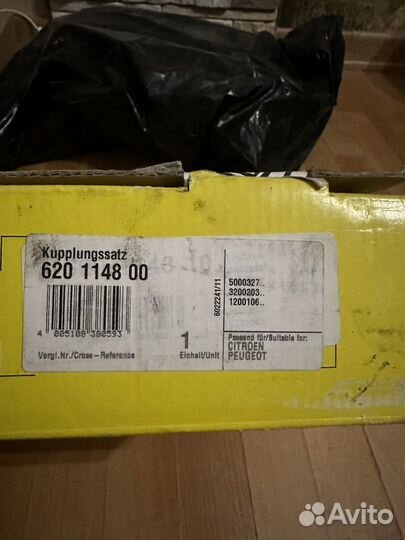 Kupplungssatz
620 1148 00
4 005108 380593
Vergl.Nr./Cross – Reference
1
Einheit/Unit
6022241/11
5000327..
3200203..
1200106..
Passend für/Suitable for:
CITROEN
PEUGEOT
Avito